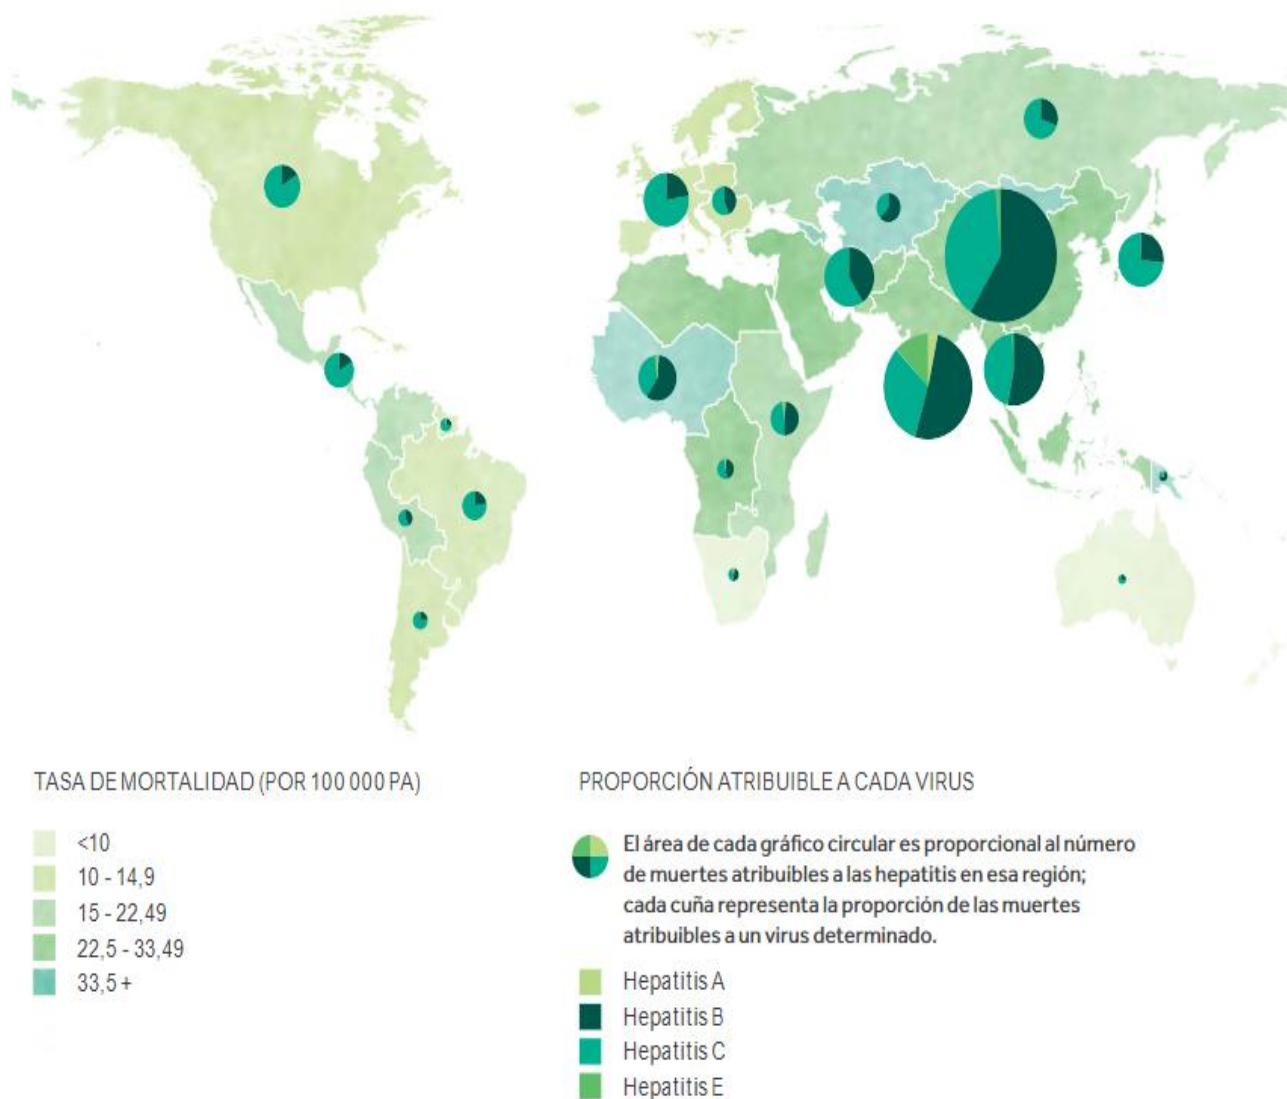 TASA DE MORTALIDAD (POR 100 000 PA)
<10
10 - 14,9
15 - 22,49
22,5 - 33,49
33,5 +
PROPORCIÓN ATRIBUIBLE A CADA VIRUS
El área de cada gráfico circular es proporcional al número
de muertes atribuibles a las hepatitis en esa región;
cada cuña representa la proporción de las muertes
atribuibles a un virus determinado.
Hepatitis A
Hepatitis B
Hepatitis C
Hepatitis E